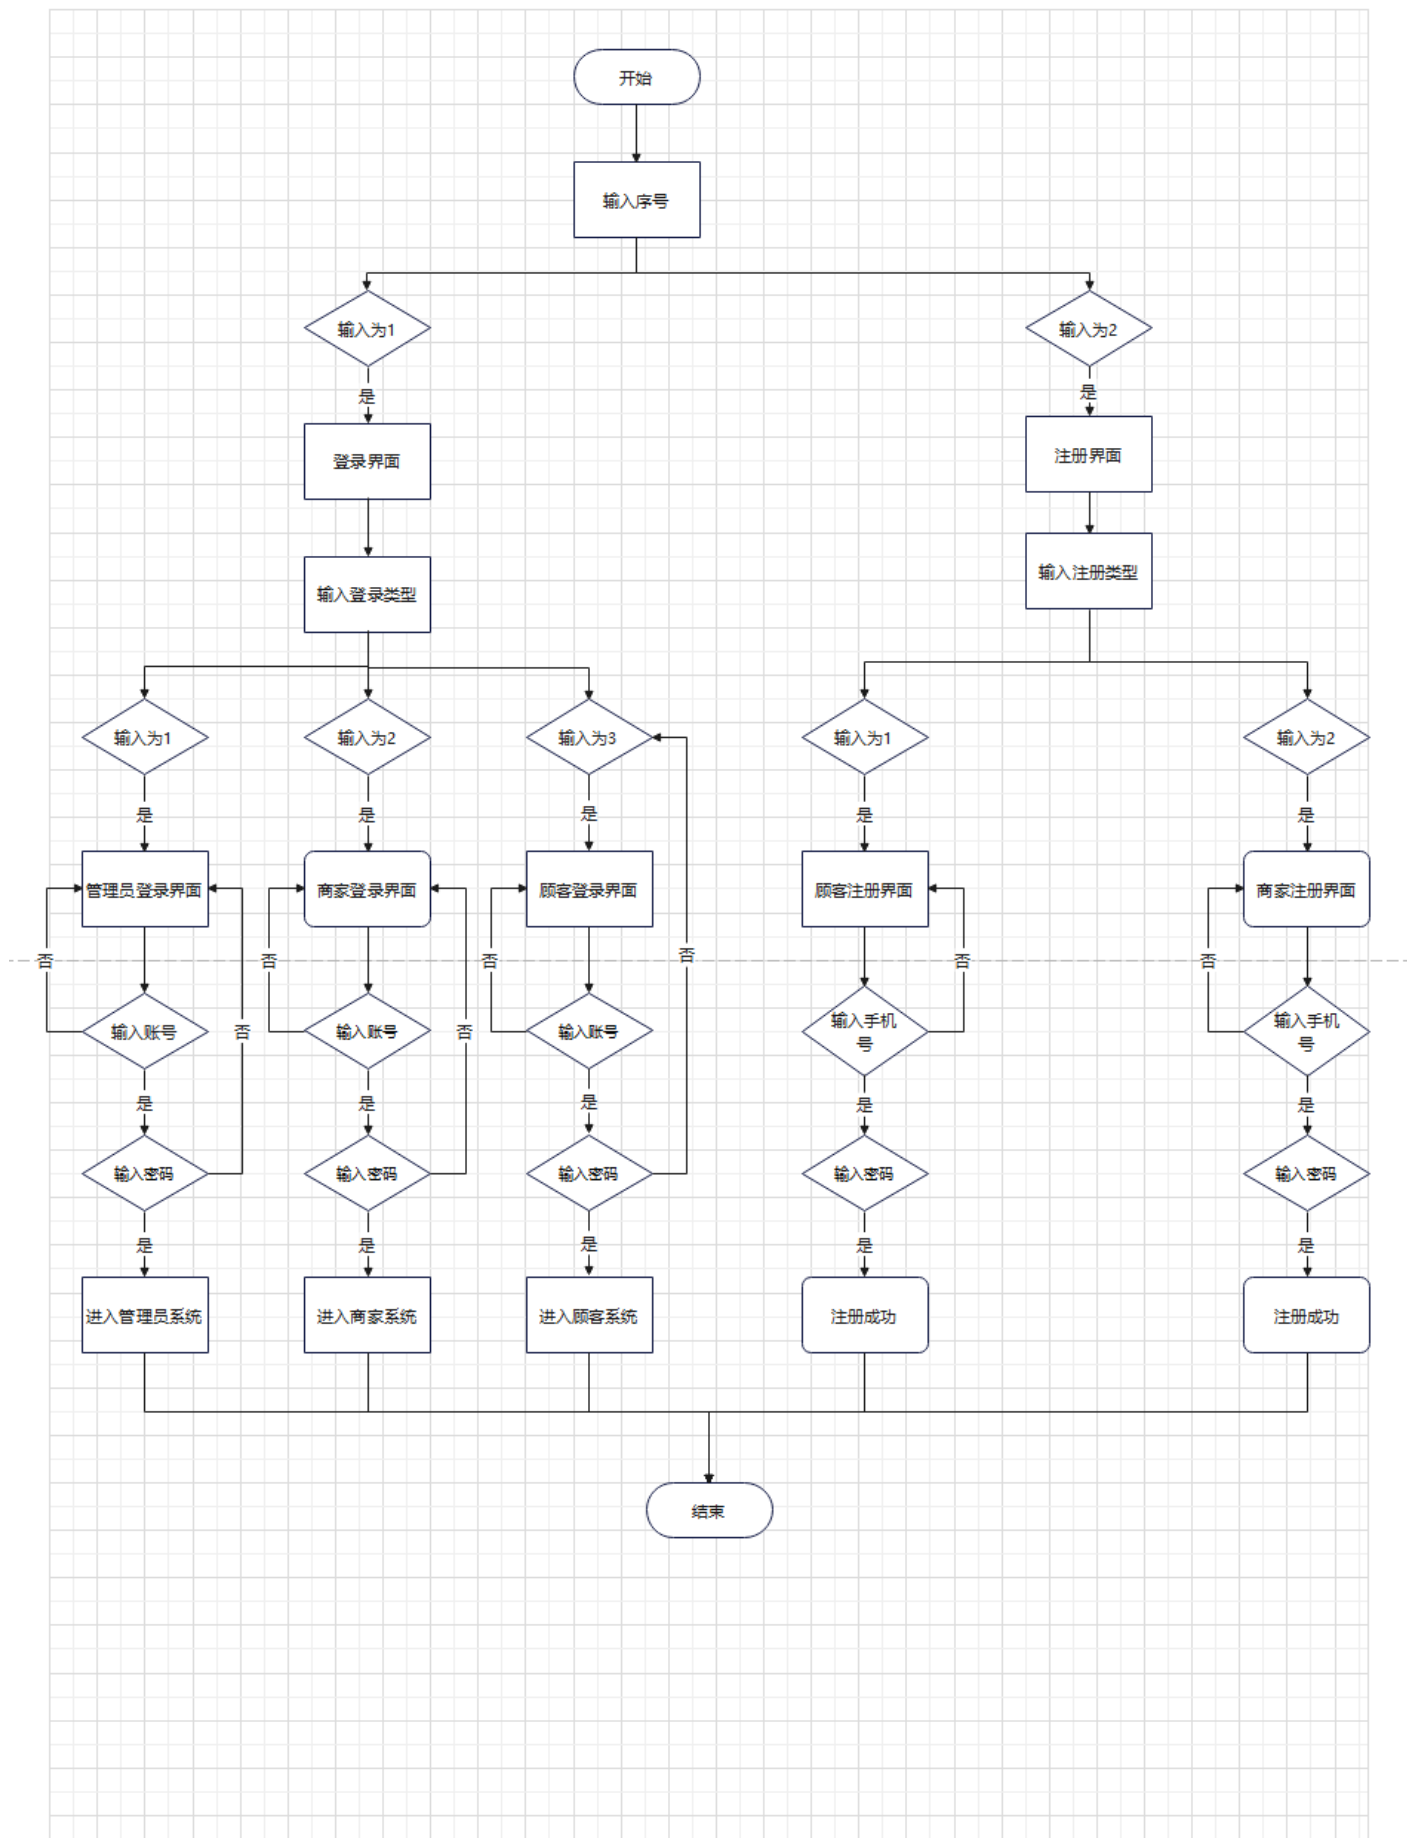 开始
输入序号
输入为1
输入为2
是
是
登录界面
注册界面
输入登录类型
输入注册类型
输入为1
输入为2
输入为3
输入为1
输入为2
是
是
是
是
是
管理员登录界面
商家登录界面
顾客登录界面
顾客注册界面
商家注册界面
否
否
否
否
否
否
输入账号
否
输入账号
否
输入账号
输入手机
号
输入手机
号
是
是
是
是
是
输入密码
输入密码
输入密码
输入密码
输入密码
是
是
是
是
是
进入管理员系统
进入商家系统
进入顾客系统
注册成功
注册成功
结束